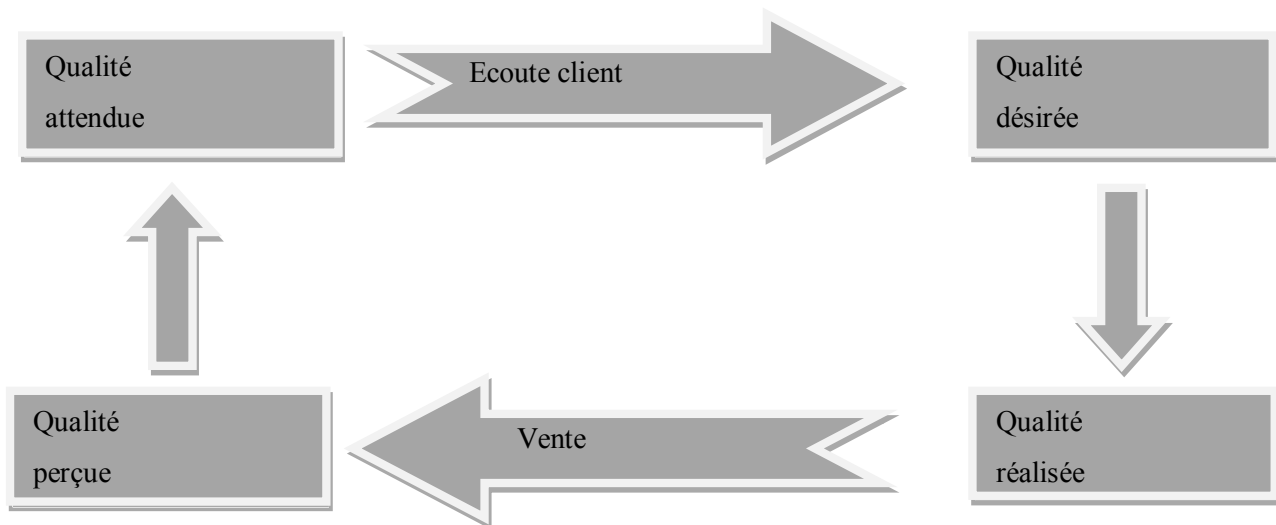 Qualité
attendue
Ecoute client
Qualité
désirée
Qualité
perçue
Vente
Qualité
réalisée